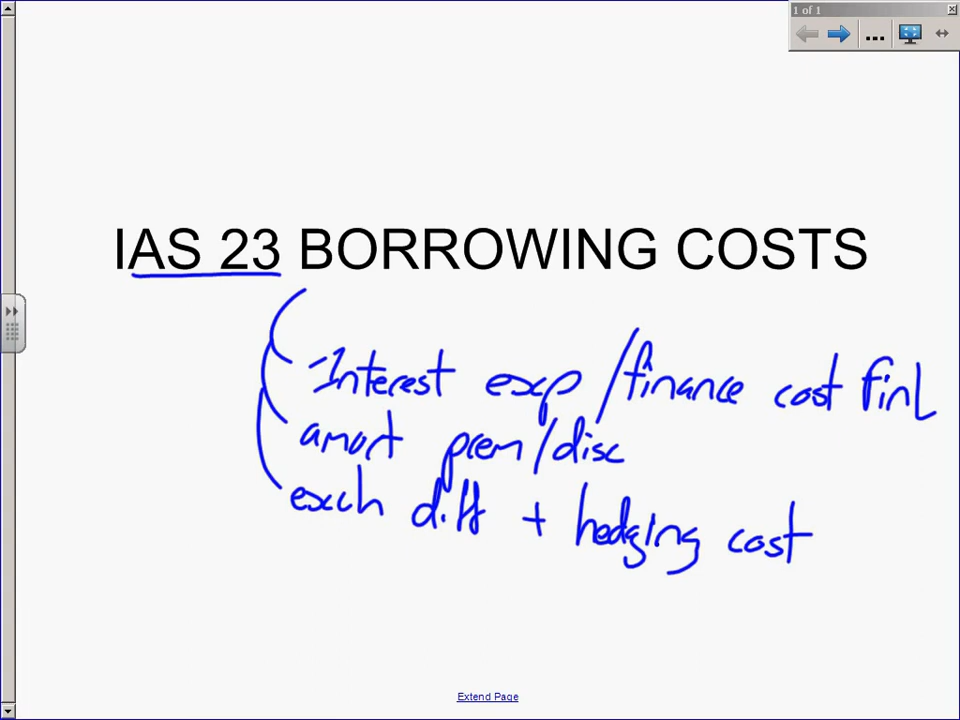 1 of 1
...
IAS 23 BORROWING COSTS
-Interest exp/finance cost finL
amort prem/disc
exch diff + hedging cost
Extend Page